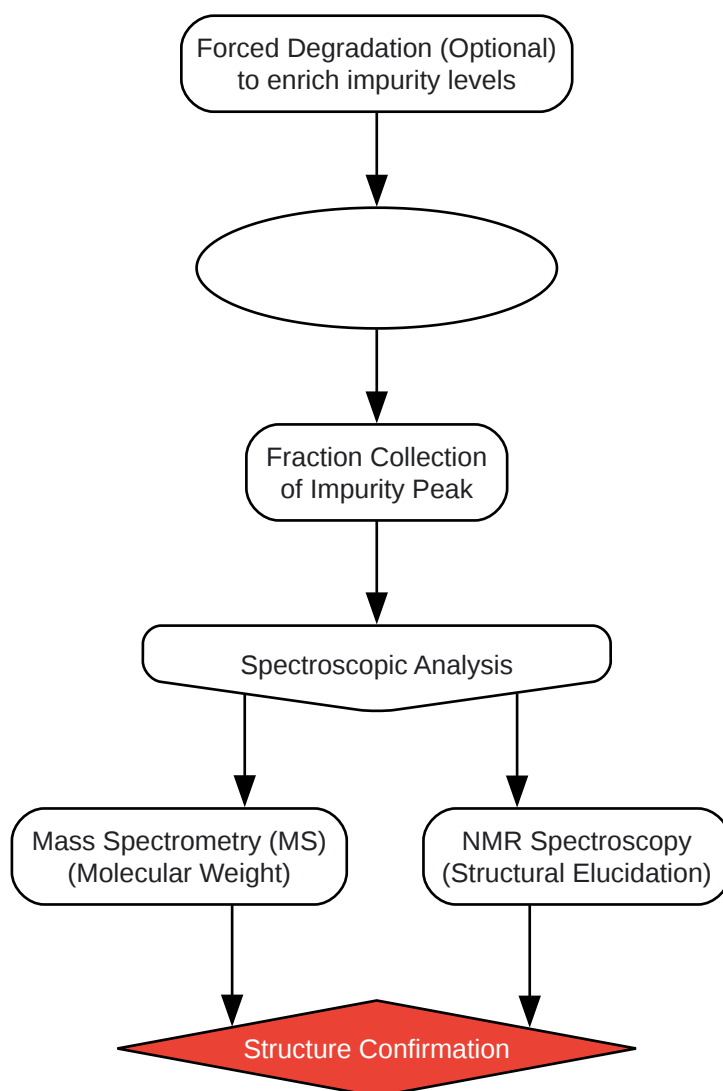 Forced Degradation (Optional)
to enrich impurity levels
Fraction Collection
of Impurity Peak
Spectroscopic Analysis
Mass Spectrometry (MS)
(Molecular Weight)
NMR Spectroscopy
(Structural Elucidation)
Structure Confirmation